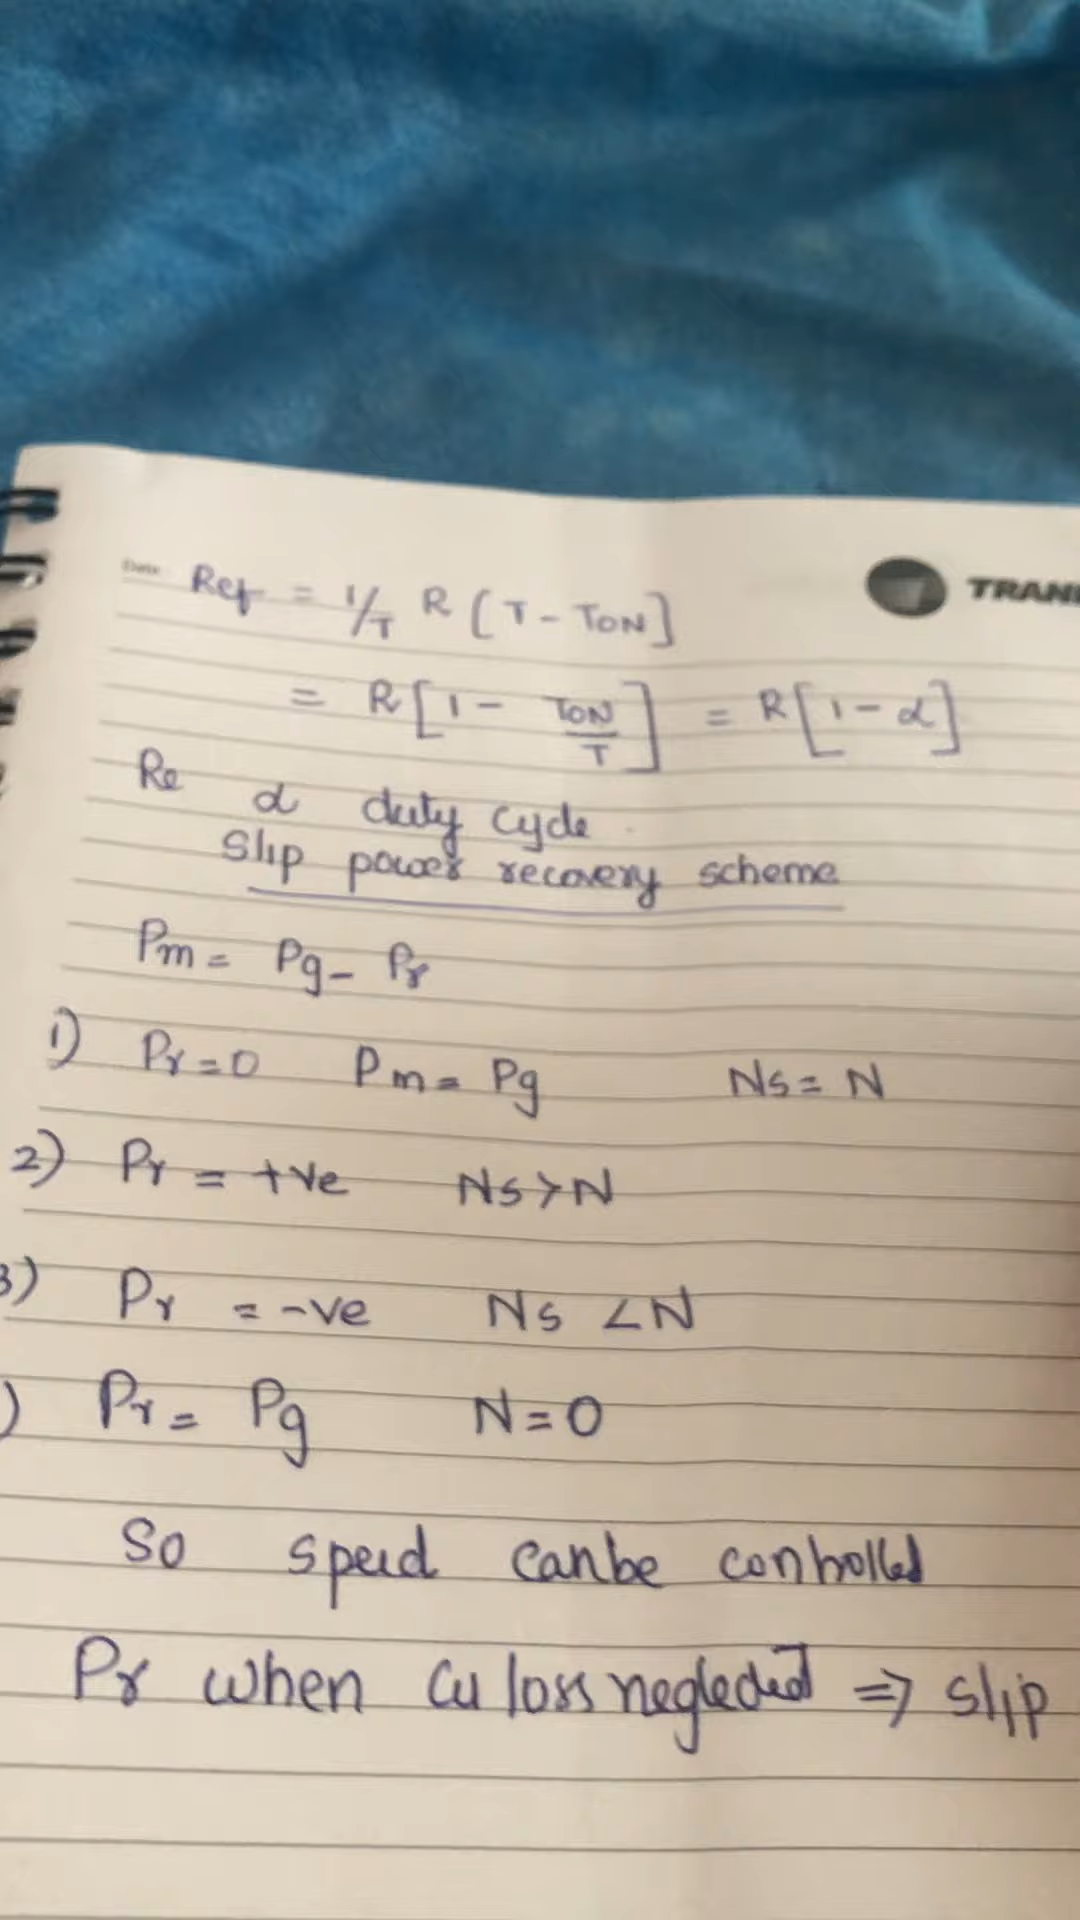 Date
TRAN
Ref = 1/T R [T - TON]
= R[1 - TON/T] = R[1-α]
Re α duty cycle.
Slip power recovery scheme
Pm = Pg - Pr
1) Pr=0 Pm= Pg Ns= N
2) Pr = +ve Ns>N
3) Pr = -ve Ns <N
) Pr= Pg N=0
So speed canbe controlled
Pr when Cu loss neglected => slip